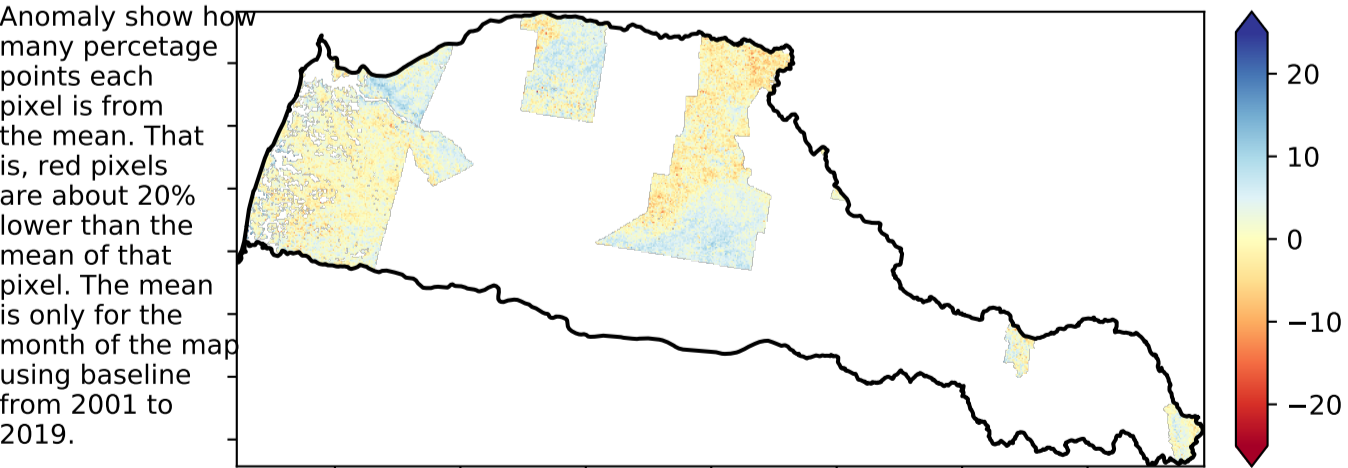 Anomaly show how
many percetage
points each
pixel is from
the mean. That
is, red pixels
are about 20%
lower than the
mean of that
pixel. The mean
is only for the
month of the map
using baseline
from 2001 to
2019.
20
10
0
−10
−20